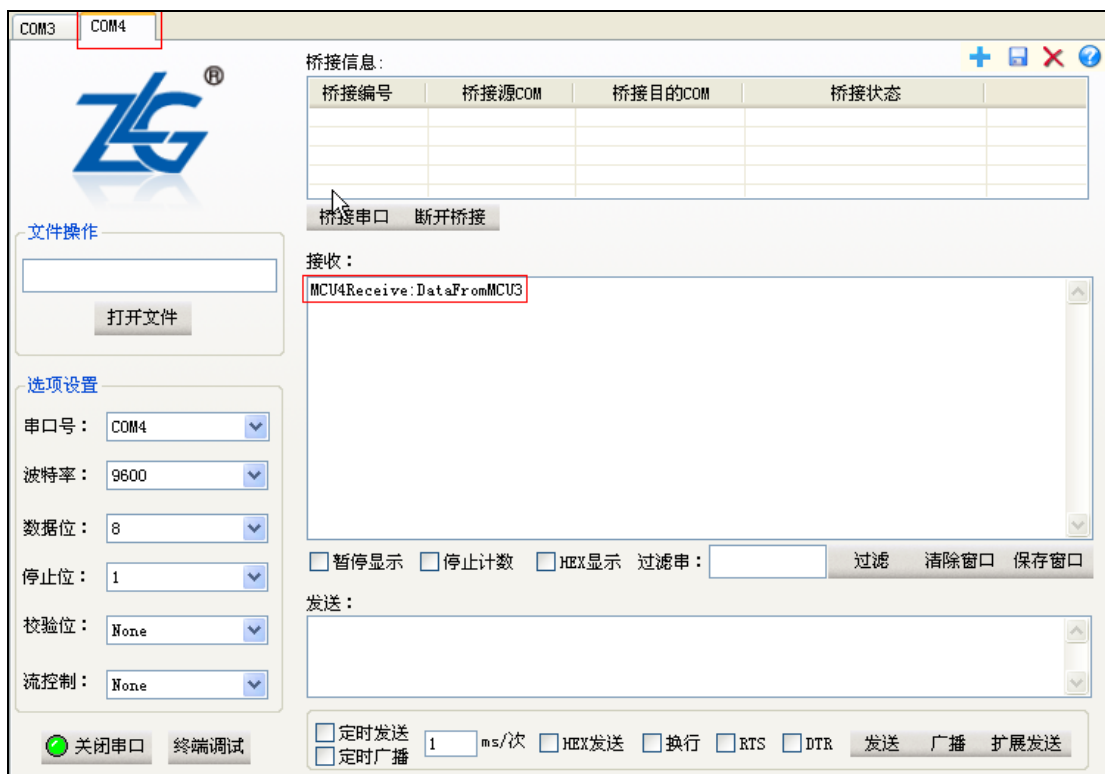 COM3 COM4
ZLG ®
文件操作
打开文件
选项设置
串口号： COM4
波特率： 9600
数据位： 8
停止位： 1
校验位： None
流控制： None
关闭串口 终端调试
桥接信息:
桥接编号 桥接源COM 桥接目的COM 桥接状态
桥接串口 断开桥接
接收：
MCU4Receive:DataFromMCU3
暂停显示 停止计数 HEX显示 过滤串： 过滤 清除窗口 保存窗口
发送：
定时发送
定时广播
1 ms/次 HEX发送 换行 RTS DTR 发送 广播 扩展发送